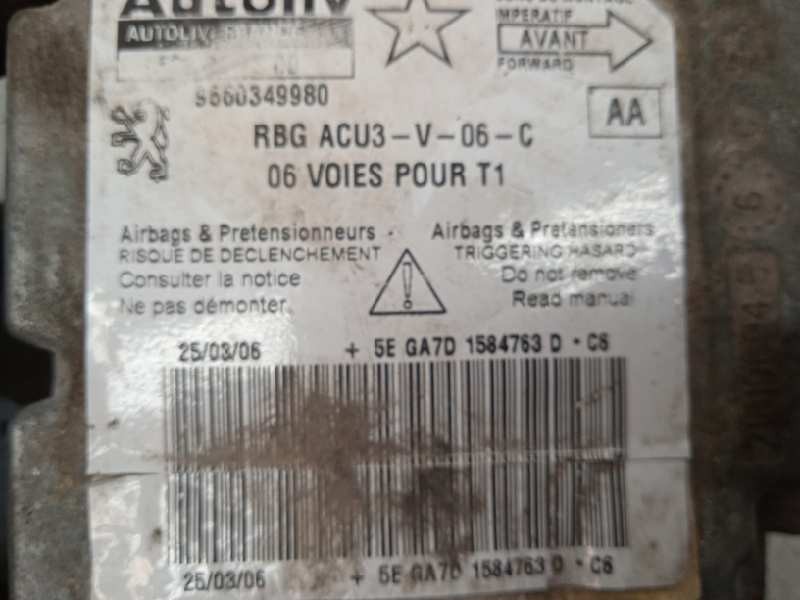 Autoliv
AUTOLIV FRANCE
IMPERATIF
AVANT
FORWARD
9660349980
AA
RBG ACU3-V-06-C
06 VOIES POUR T1
Airbags & Pretensionneurs
RISQUE DE DECLENCHEMENT
Consulter la notice
Ne pas démonter
Airbags & Pretensioners
TRIGGERING HASARD
Do not remove
Read manual
25/03/06 + 5E GA7D 1584763 D · C6
25/03/06 + 5E GA7D 1584763 D · C6